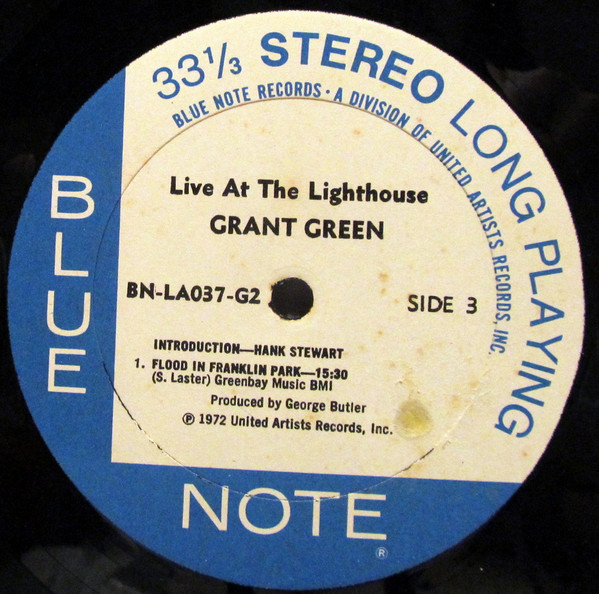 33⅓ STEREO LONG PLAYING
BLUE NOTE RECORDS · A DIVISION OF UNITED ARTISTS RECORDS, INC.
Live At The Lighthouse
GRANT GREEN
BN-LA037-G2
SIDE 3
INTRODUCTION—HANK STEWART
1. FLOOD IN FRANKLIN PARK—15:30
(S. Laster) Greenbay Music BMI
Produced by George Butler
℗ 1972 United Artists Records, Inc.
BLUE
NOTE
®